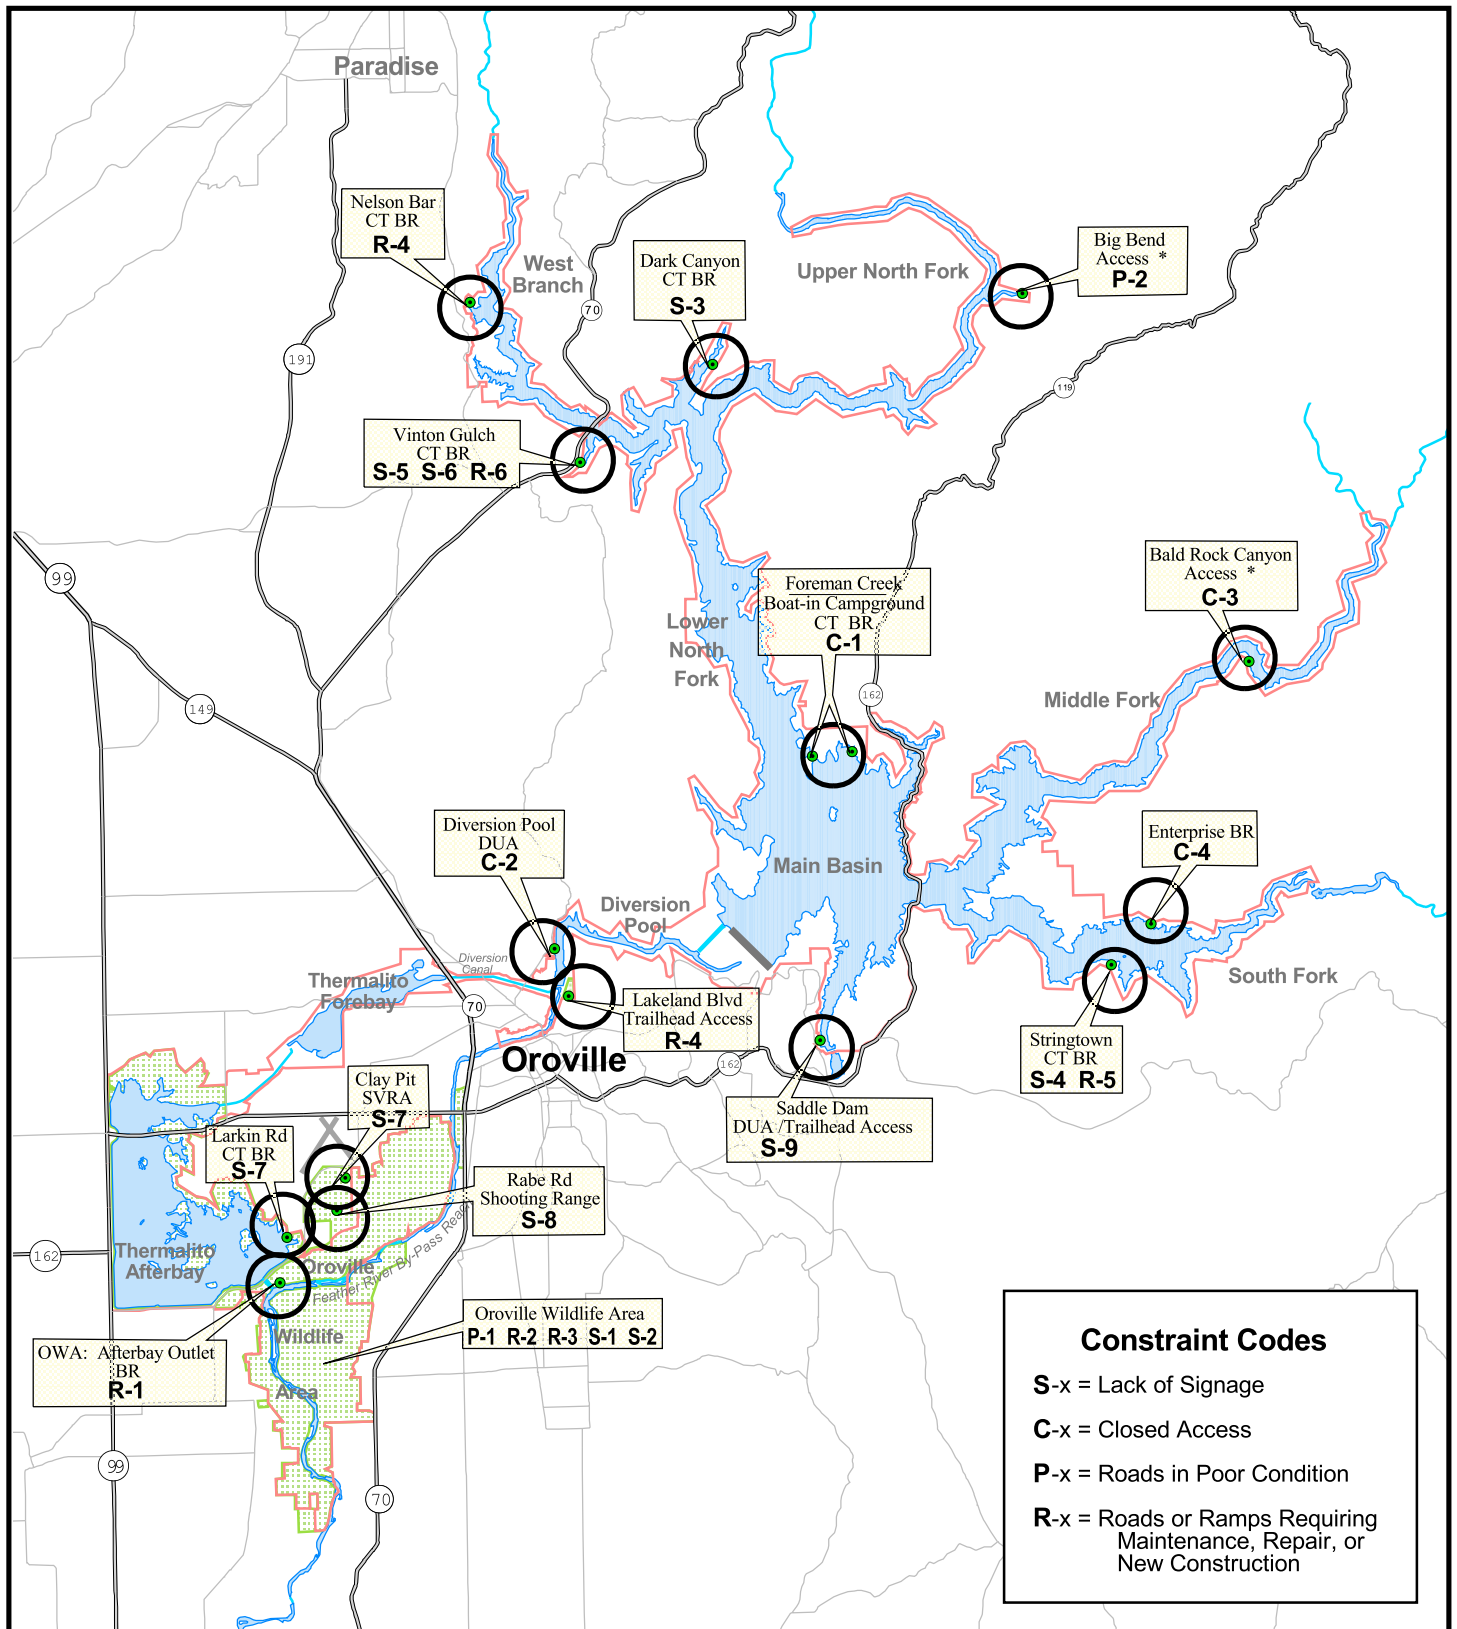 Paradise
Nelson Bar
CT BR
R-4
West
Branch
Dark Canyon
CT BR
S-3
Upper North Fork
Big Bend
Access *
P-2
70
191
119
Vinton Gulch
CT BR
S-5 S-6 R-6
99
Foreman Creek
Boat-in Campground
CT BR
C-1
Bald Rock Canyon
Access *
C-3
Lower
North
Fork
162
149
Middle Fork
Diversion Pool
DUA
C-2
Main Basin
Enterprise BR
C-4
Diversion
Pool
Diversion
Canal
Thermalito
Forebay
70
Lakeland Blvd
Trailhead Access
R-4
South Fork
Oroville
162
Stringtown
CT BR
S-4 R-5
Clay Pit
SVRA
S-7
Saddle Dam
DUA /Trailhead Access
S-9
Larkin Rd
CT BR
S-7
Rabe Rd
Shooting Range
S-8
162
Thermalito
Afterbay
Oroville
Feather River By-Pass Reach
Wildlife
Area
Oroville Wildlife Area
P-1 R-2 R-3 S-1 S-2
OWA: Afterbay Outlet
BR
R-1
99
70
Constraint Codes
S-x = Lack of Signage
C-x = Closed Access
P-x = Roads in Poor Condition
R-x = Roads or Ramps Requiring
Maintenance, Repair, or
New Construction